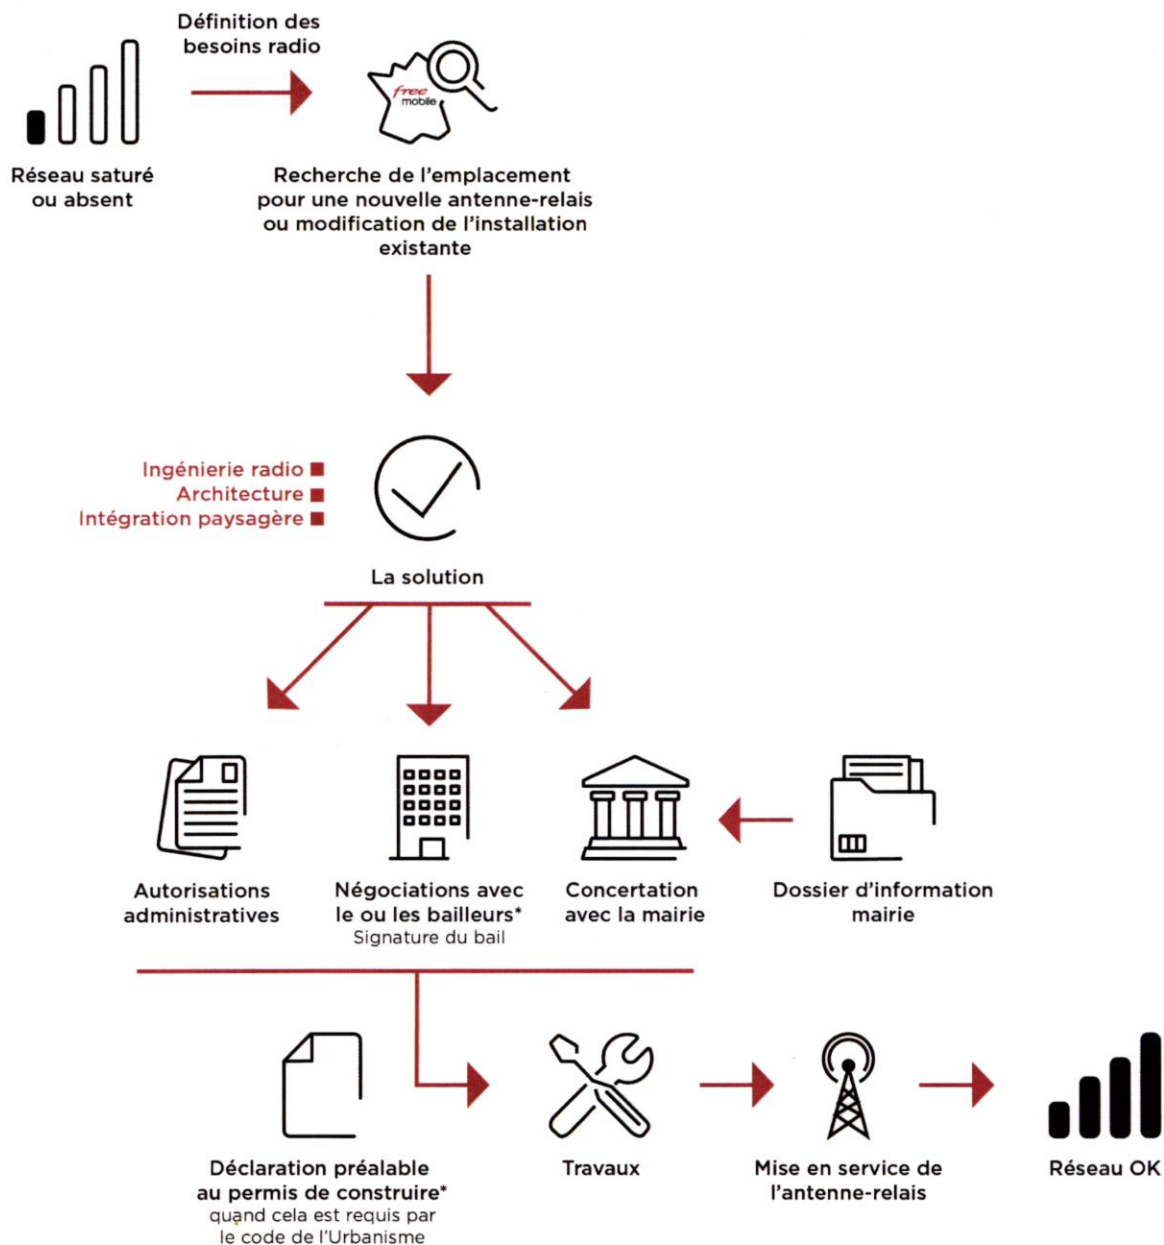 Définition des
besoins radio
free
mobile
Réseau saturé
ou absent
Recherche de l'emplacement
pour une nouvelle antenne-relais
ou modification de l'installation
existante
Ingénierie radio
Architecture
Intégration paysagère
La solution
Autorisations
administratives
Négociations avec
le ou les bailleurs*
Signature du bail
Concertation
avec la mairie
Dossier d'information
mairie
Déclaration préalable
au permis de construire*
quand cela est requis par
le code de l'Urbanisme
Travaux
Mise en service de
l'antenne-relais
Réseau OK